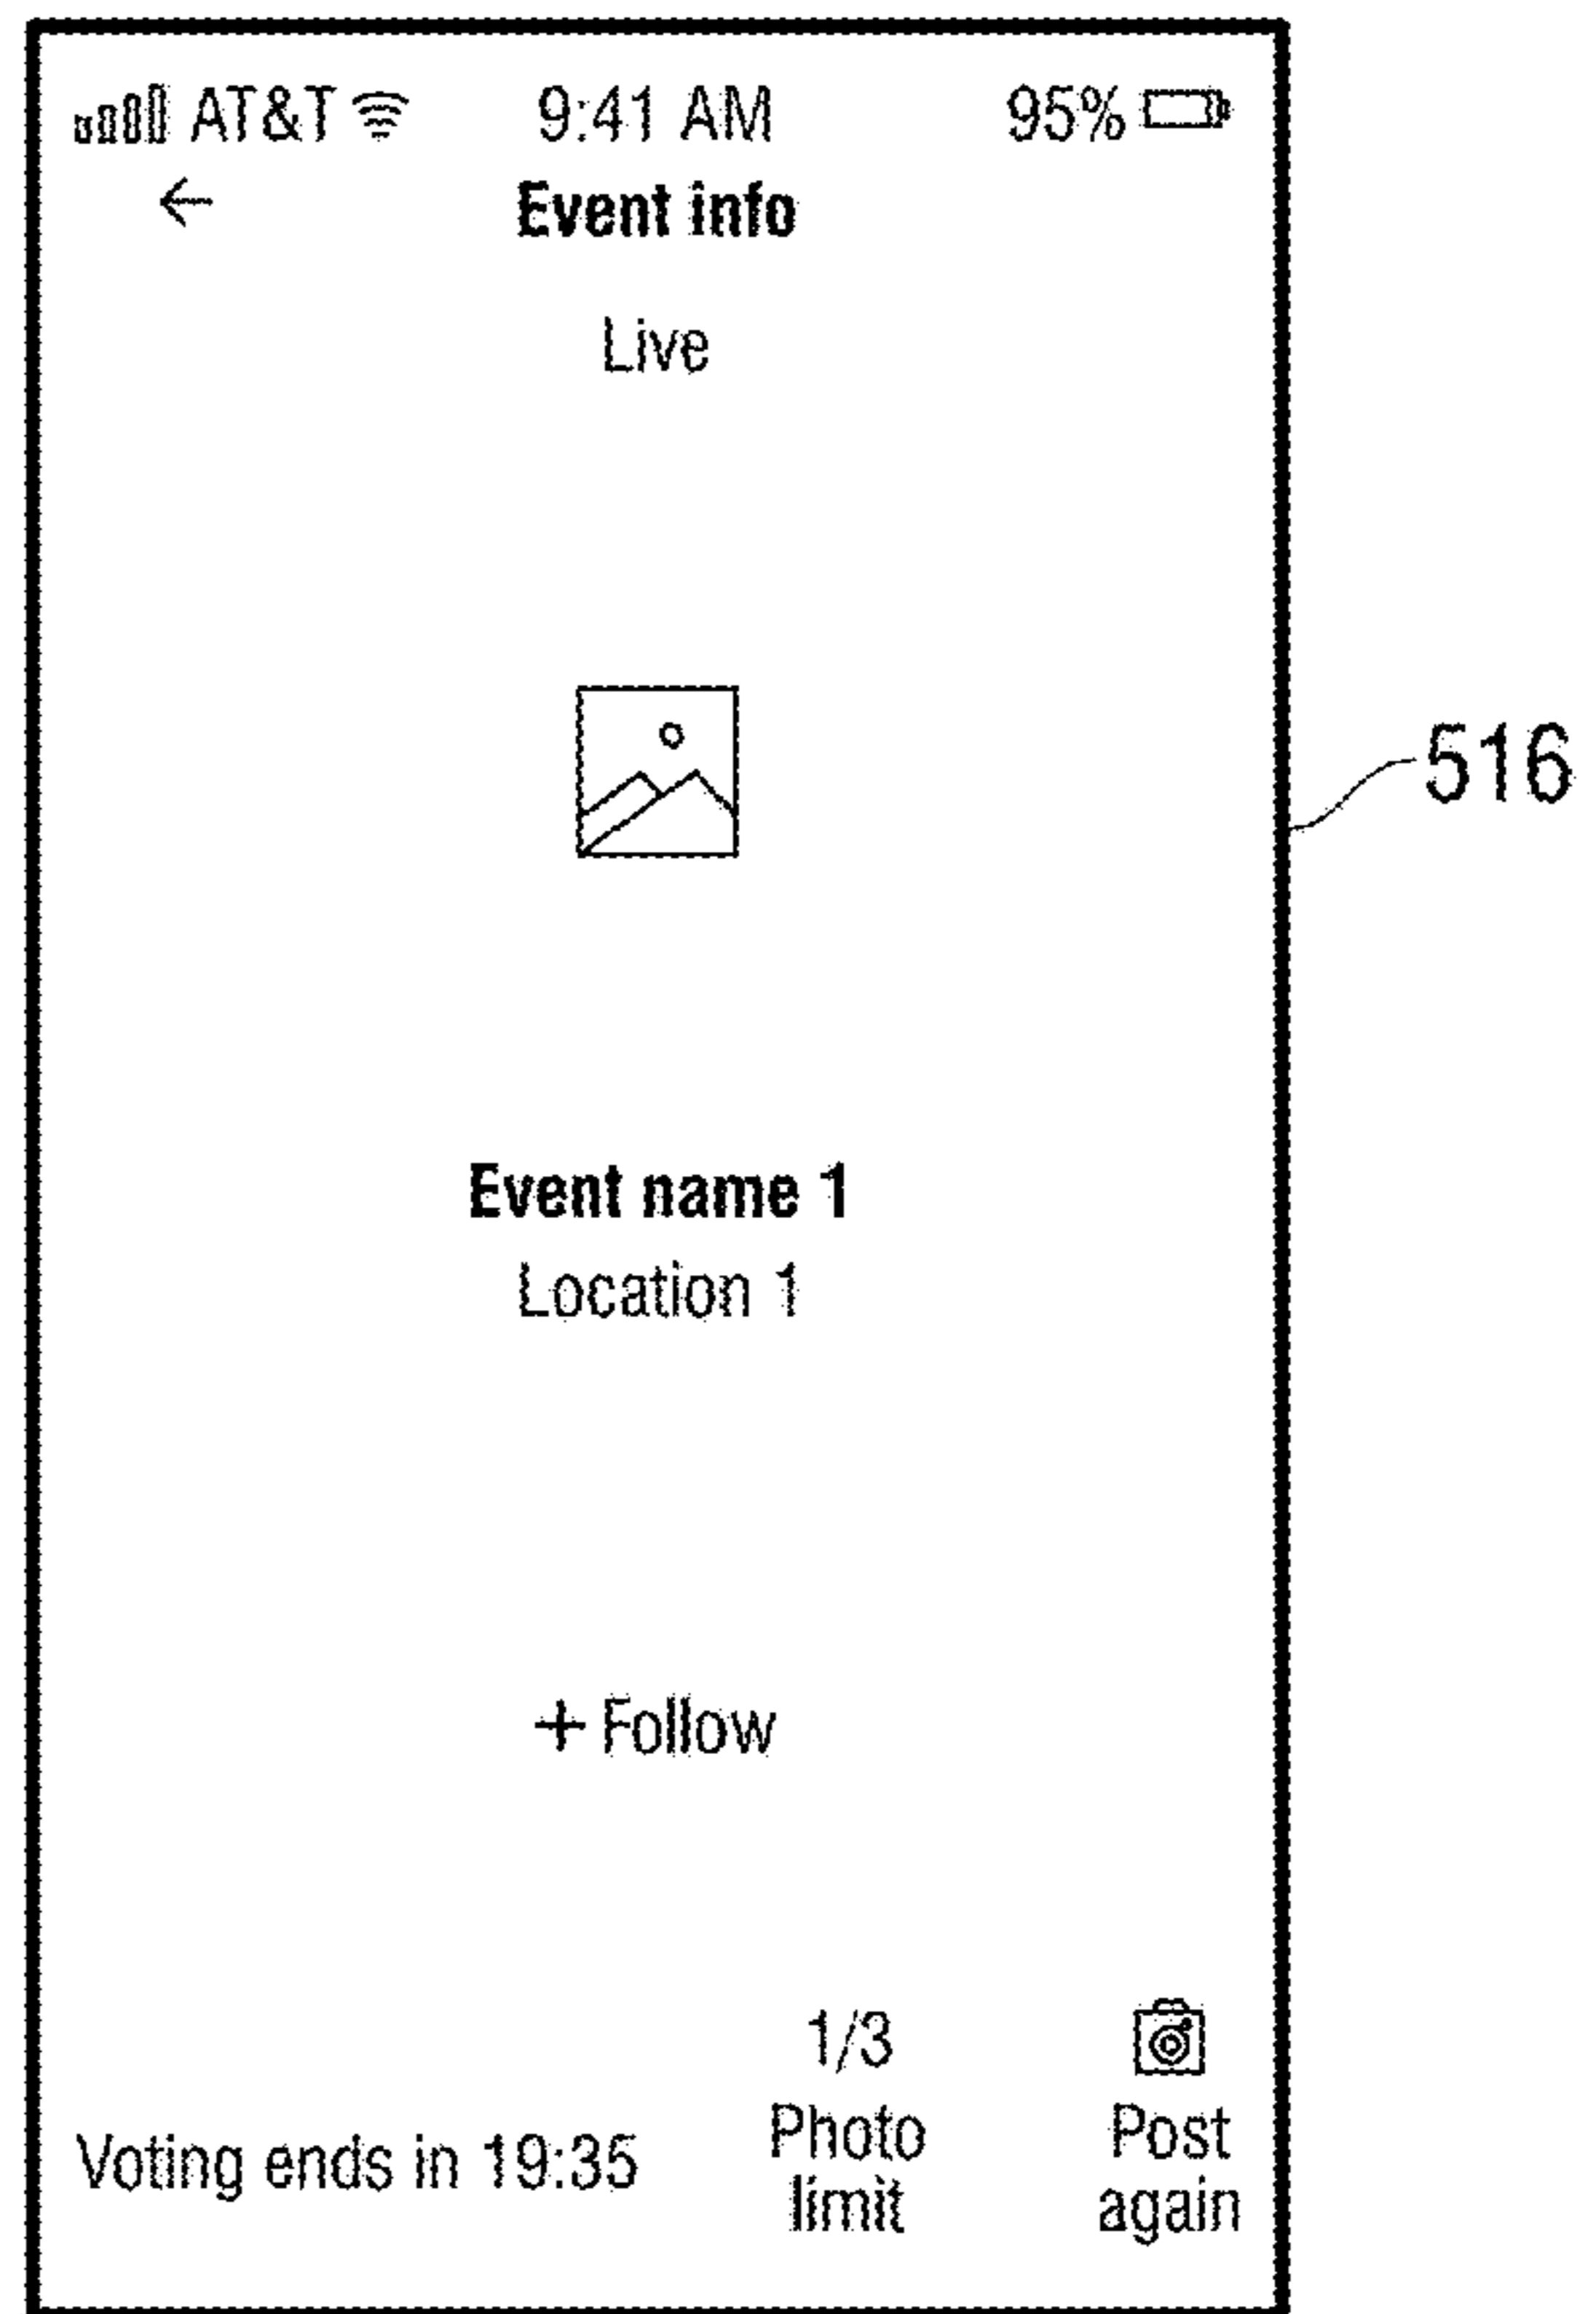 AT&T 9:41 AM 95%
Event info
Live
516
Event name 1
Location 1
+ Follow
1/3
Photo limit
Post again
Voting ends in 19:35